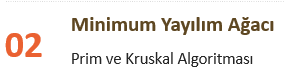 02
Minimum Yayılım Ağacı
Prim ve Kruskal Algoritması